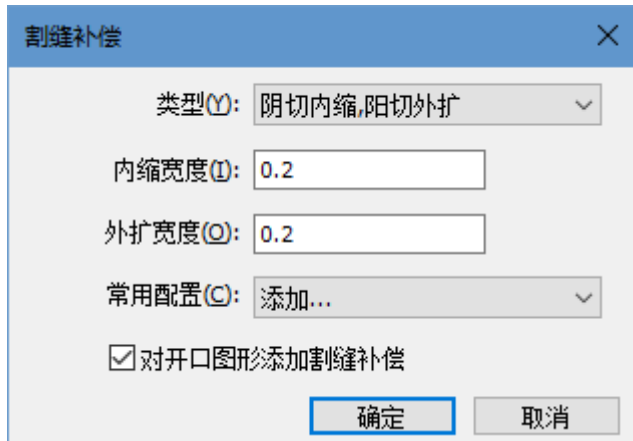 割缝补偿
类型(Y): 阴切内缩,阳切外扩
内缩宽度(I): 0.2
外扩宽度(O): 0.2
常用配置(C): 添加...
对开口图形添加割缝补偿
确定 取消